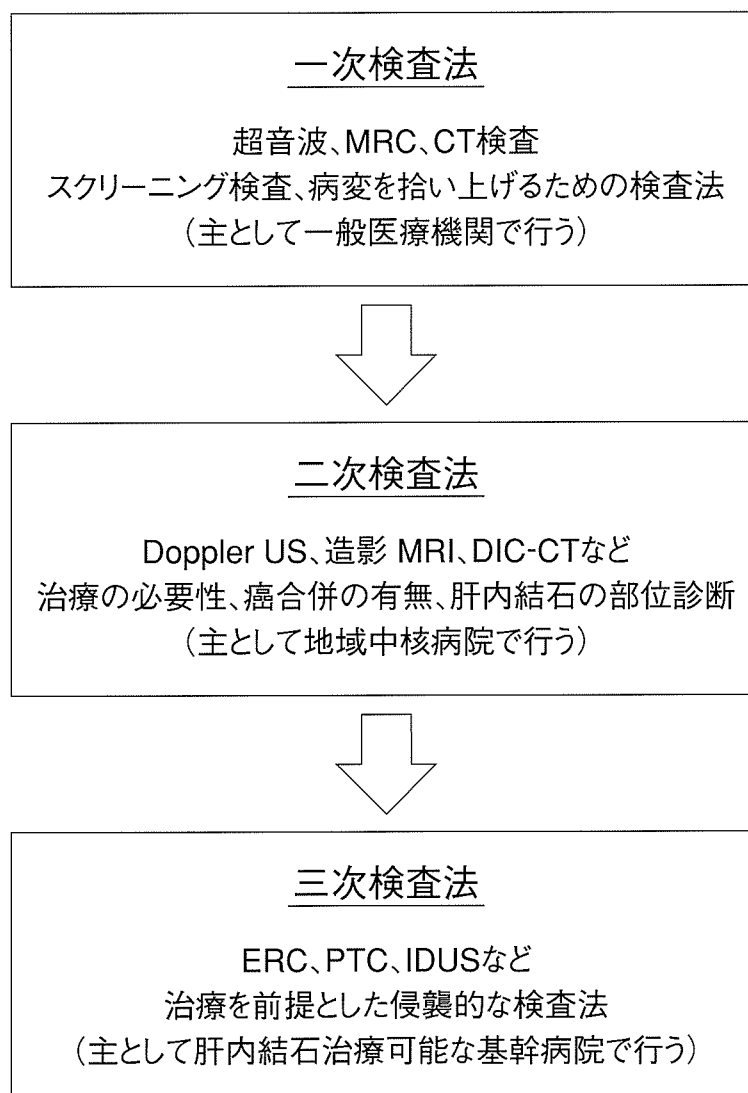 一次検査法
超音波、MRC、CT検査
スクリーニング検査、病変を拾い上げるための検査法
（主として一般医療機関で行う）
二次検査法
Doppler US、造影 MRI、DIC-CTなど
治療の必要性、癌合併の有無、肝内結石の部位診断
（主として地域中核病院で行う）
三次検査法
ERC、PTC、IDUSなど
治療を前提とした侵襲的な検査法
（主として肝内結石治療可能な基幹病院で行う）